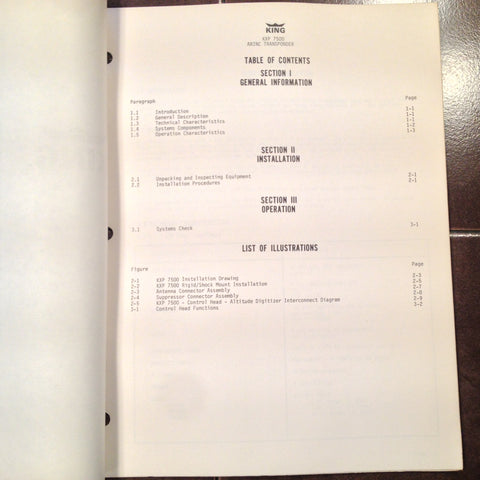 KING
KXP 7500
ARINC TRANSPONDER
TABLE OF CONTENTS
SECTION I
GENERAL INFORMATION
Paragraph Page
1.1 Introduction 1-1
1.2 General Description 1-1
1.3 Technical Characteristics 1-1
1.4 Systems Components 1-2
1.5 Operation Characteristics 1-3
SECTION II
INSTALLATION
2.1 Unpacking and Inspecting Equipment 2-1
2.2 Installation Procedures 2-1
SECTION III
OPERATION
3.1 Systems Check 3-1
LIST OF ILLUSTRATIONS
Figure Page
2-1 KXP 7500 Installation Drawing 2-3
2-2 KXP 7500 Rigid/Shock Mount Installation 2-5
2-3 Antenna Connector Assembly 2-7
2-4 Suppressor Connector Assembly 2-8
2-5 KXP 7500 - Control Head - Altitude Digitizer Interconnect Diagram 2-9
3-1 Control Head Functions 3-2